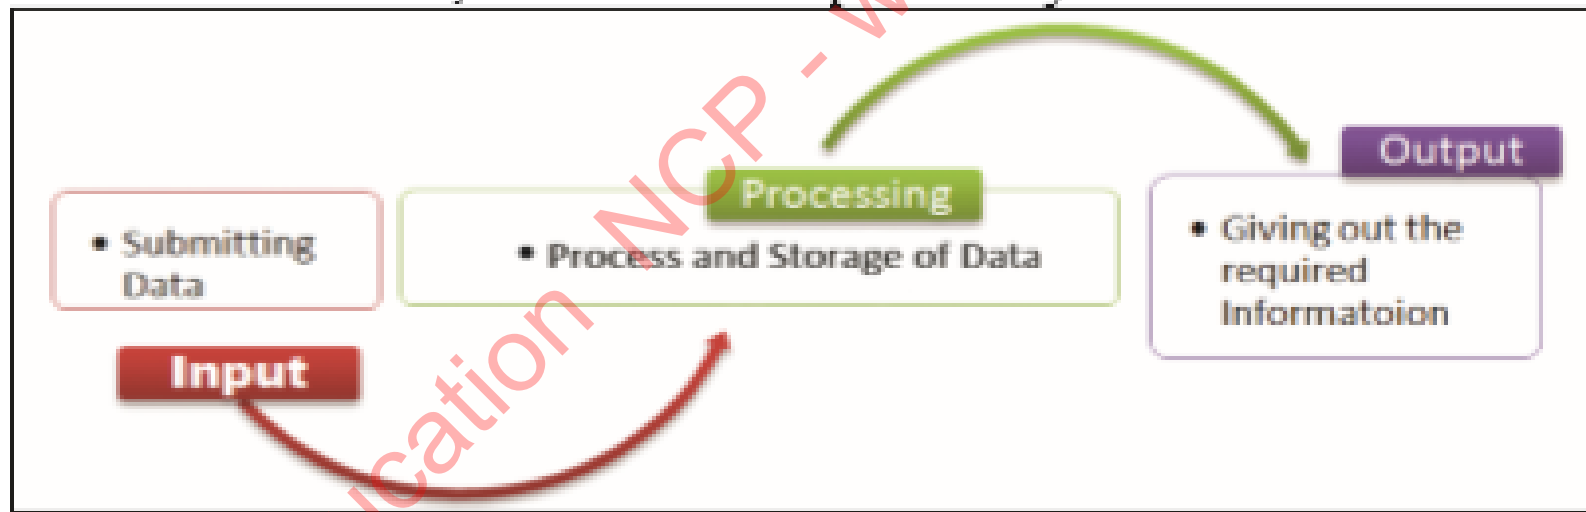 Processing
Output
• Submitting
Data
• Process and Storage of Data
• Giving out the
required
Informatoion
Input
ication NCP - w